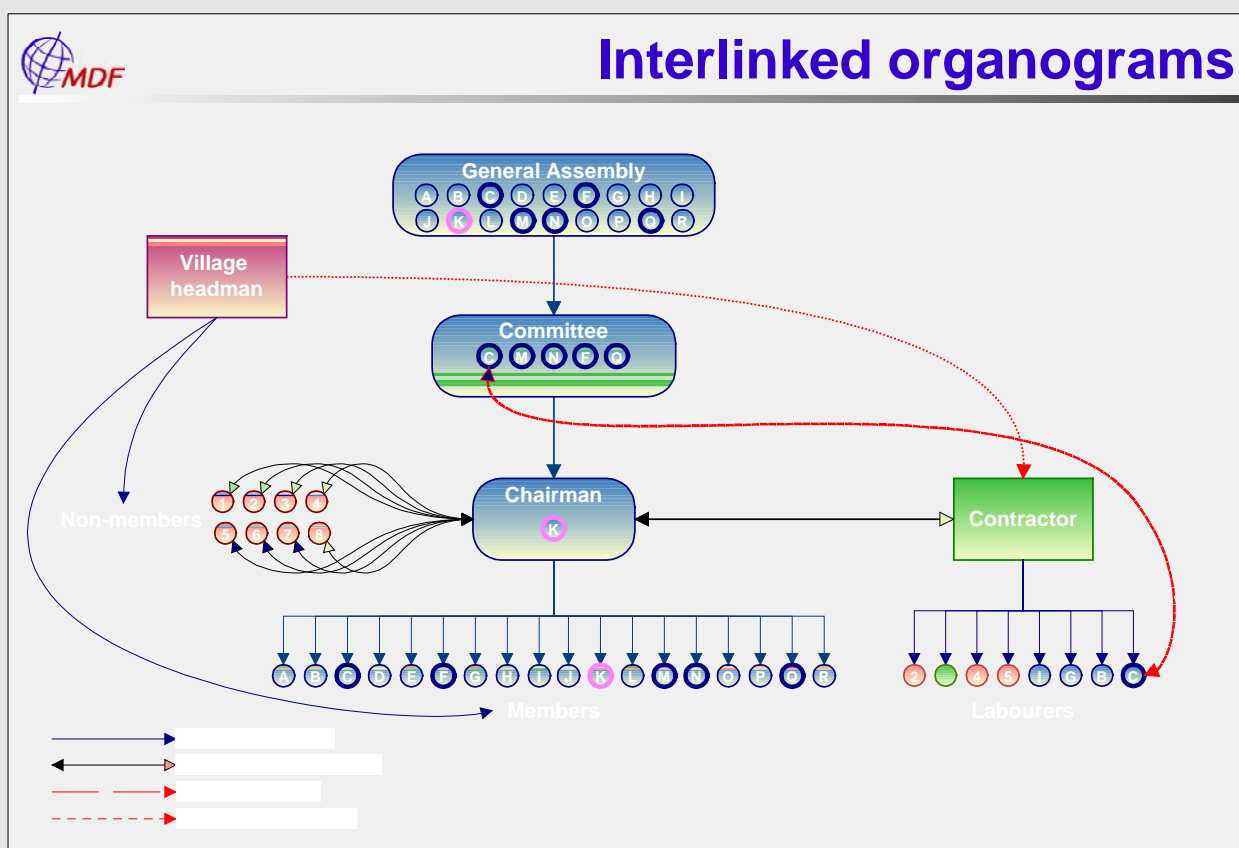 MDF
Interlinked organograms
General Assembly
A B C D E F G H I
J K L M N O P Q R
Village
headman
Committee
C M N F Q
1 2 3 4
Non-members
5 6 7 8
Chairman
K
Contractor
A B C D E F G H I J K L M N O P Q R
2 4 5 I G B C
Members
Labourers